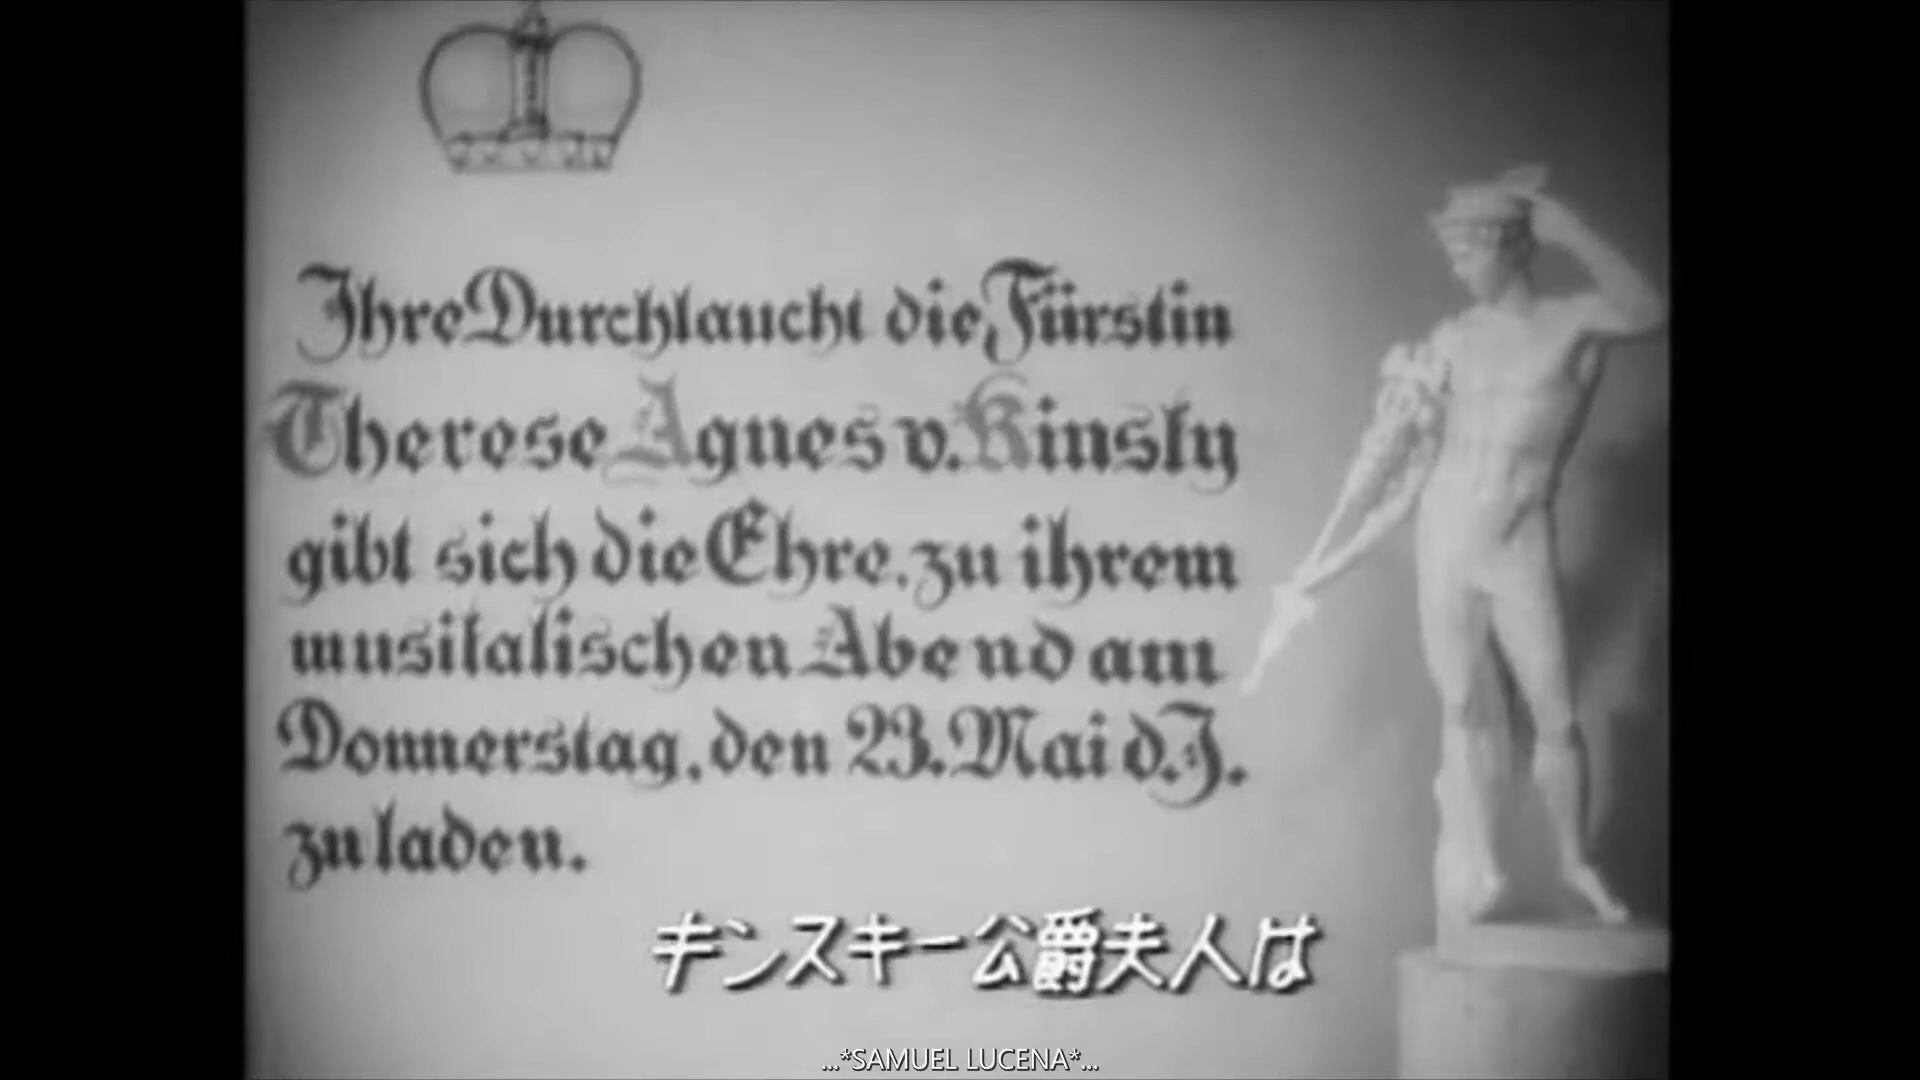 Ihre Durchlaucht die Fürstin
Therese Agnes v. Kinsky
gibt sich die Ehre, zu ihrem
musikalischen Abend am
Donnerstag, den 23. Mai d. J.
zu laden.
キンスキー公爵夫人は
...*SAMUEL LUCENA*...